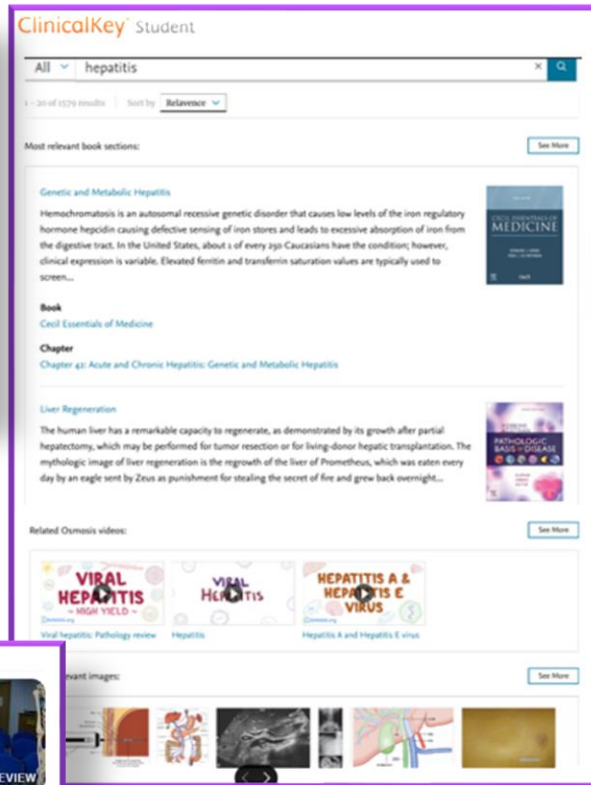 ClinicalKey® Student
All hepatitis ×
1 – 20 of 1579 results Sort by Relavence
Most relevant book sections: See More
Genetic and Metabolic Hepatitis
Hemochromatosis is an autosomal recessive genetic disorder that causes low levels of the iron regulatory
hormone hepcidin causing defective sensing of iron stores and leads to excessive absorption of iron from
the digestive tract. In the United States, about 1 of every 250 Caucasians have the condition; however,
clinical expression is variable. Elevated ferritin and transferrin saturation values are typically used to
screen...
CECIL ESSENTIALS OF
MEDICINE
Book
Cecil Essentials of Medicine
Chapter
Chapter 42: Acute and Chronic Hepatitis: Genetic and Metabolic Hepatitis
Liver Regeneration
The human liver has a remarkable capacity to regenerate, as demonstrated by its growth after partial
hepatectomy, which may be performed for tumor resection or for living-donor hepatic transplantation. The
mythologic image of liver regeneration is the regrowth of the liver of Prometheus, which was eaten every
day by an eagle sent by Zeus as punishment for stealing the secret of fire and grew back overnight...
PATHOLOGIC
BASIS OF DISEASE
Related Osmosis videos: See More
VIRAL
HEPATITIS
~ HIGH YIELD ~
VIRAL
HEPATITIS
HEPATITIS A &
HEPATITIS E
VIRUS
Viral hepatitis: Pathology review Hepatitis Hepatitis A and Hepatitis E virus
evant images: See More
EVIEW